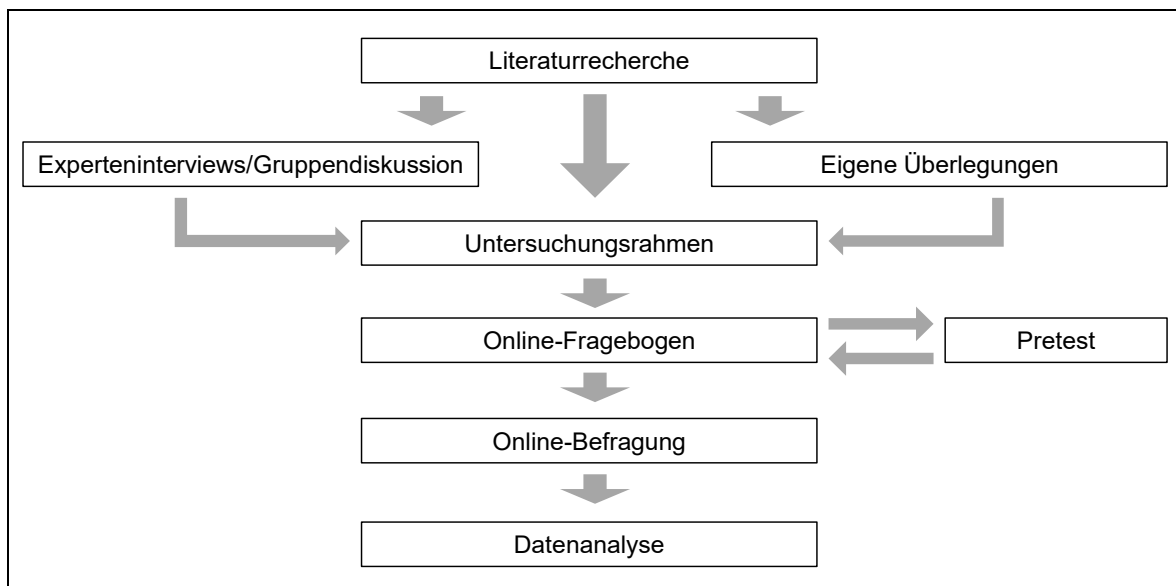 Literaturrecherche
Experteninterviews/Gruppendiskussion
Eigene Überlegungen
Untersuchungsrahmen
Online-Fragebogen
Pretest
Online-Befragung
Datenanalyse